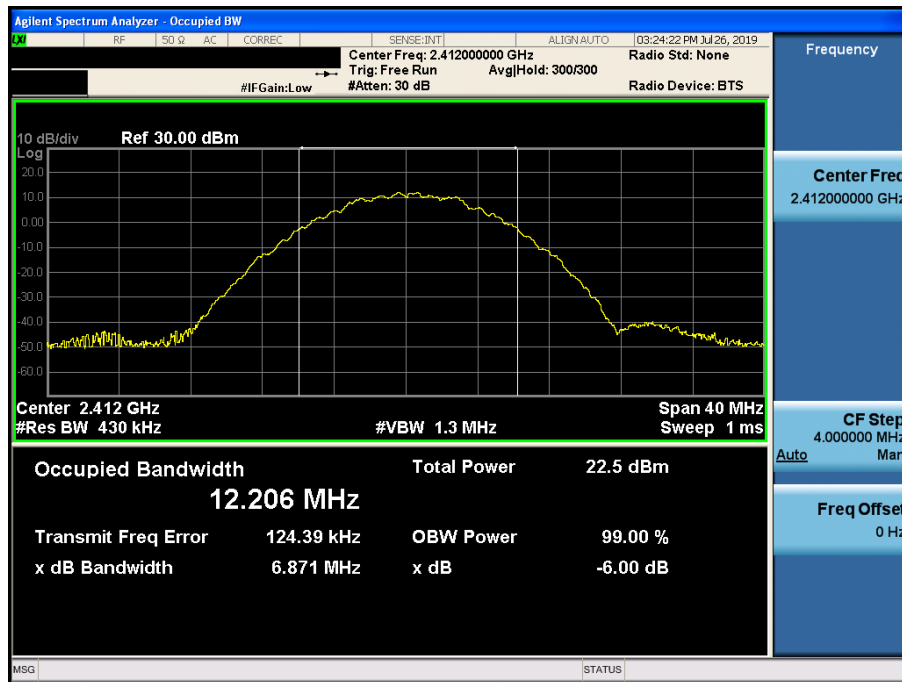 Agilent Spectrum Analyzer - Occupied BW
LXI RF 50 Ω AC CORREC SENSE:INT ALIGN AUTO 03:24:22 PM Jul 26, 2019
Center Freq: 2.412000000 GHz Radio Std: None
Trig: Free Run Avg|Hold: 300/300
#IFGain:Low #Atten: 30 dB Radio Device: BTS
Frequency
10 dB/div Ref 30.00 dBm
Log
20.0
10.0
0.00
-10.0
-20.0
-30.0
-40.0
-50.0
-60.0
Center 2.412 GHz Span 40 MHz
#Res BW 430 kHz #VBW 1.3 MHz Sweep 1 ms
Occupied Bandwidth Total Power 22.5 dBm
12.206 MHz
Transmit Freq Error 124.39 kHz OBW Power 99.00 %
x dB Bandwidth 6.871 MHz x dB -6.00 dB
Center Freq
2.412000000 GHz
CF Step
4.000000 MHz
Auto Man
Freq Offset
0 Hz
MSG STATUS